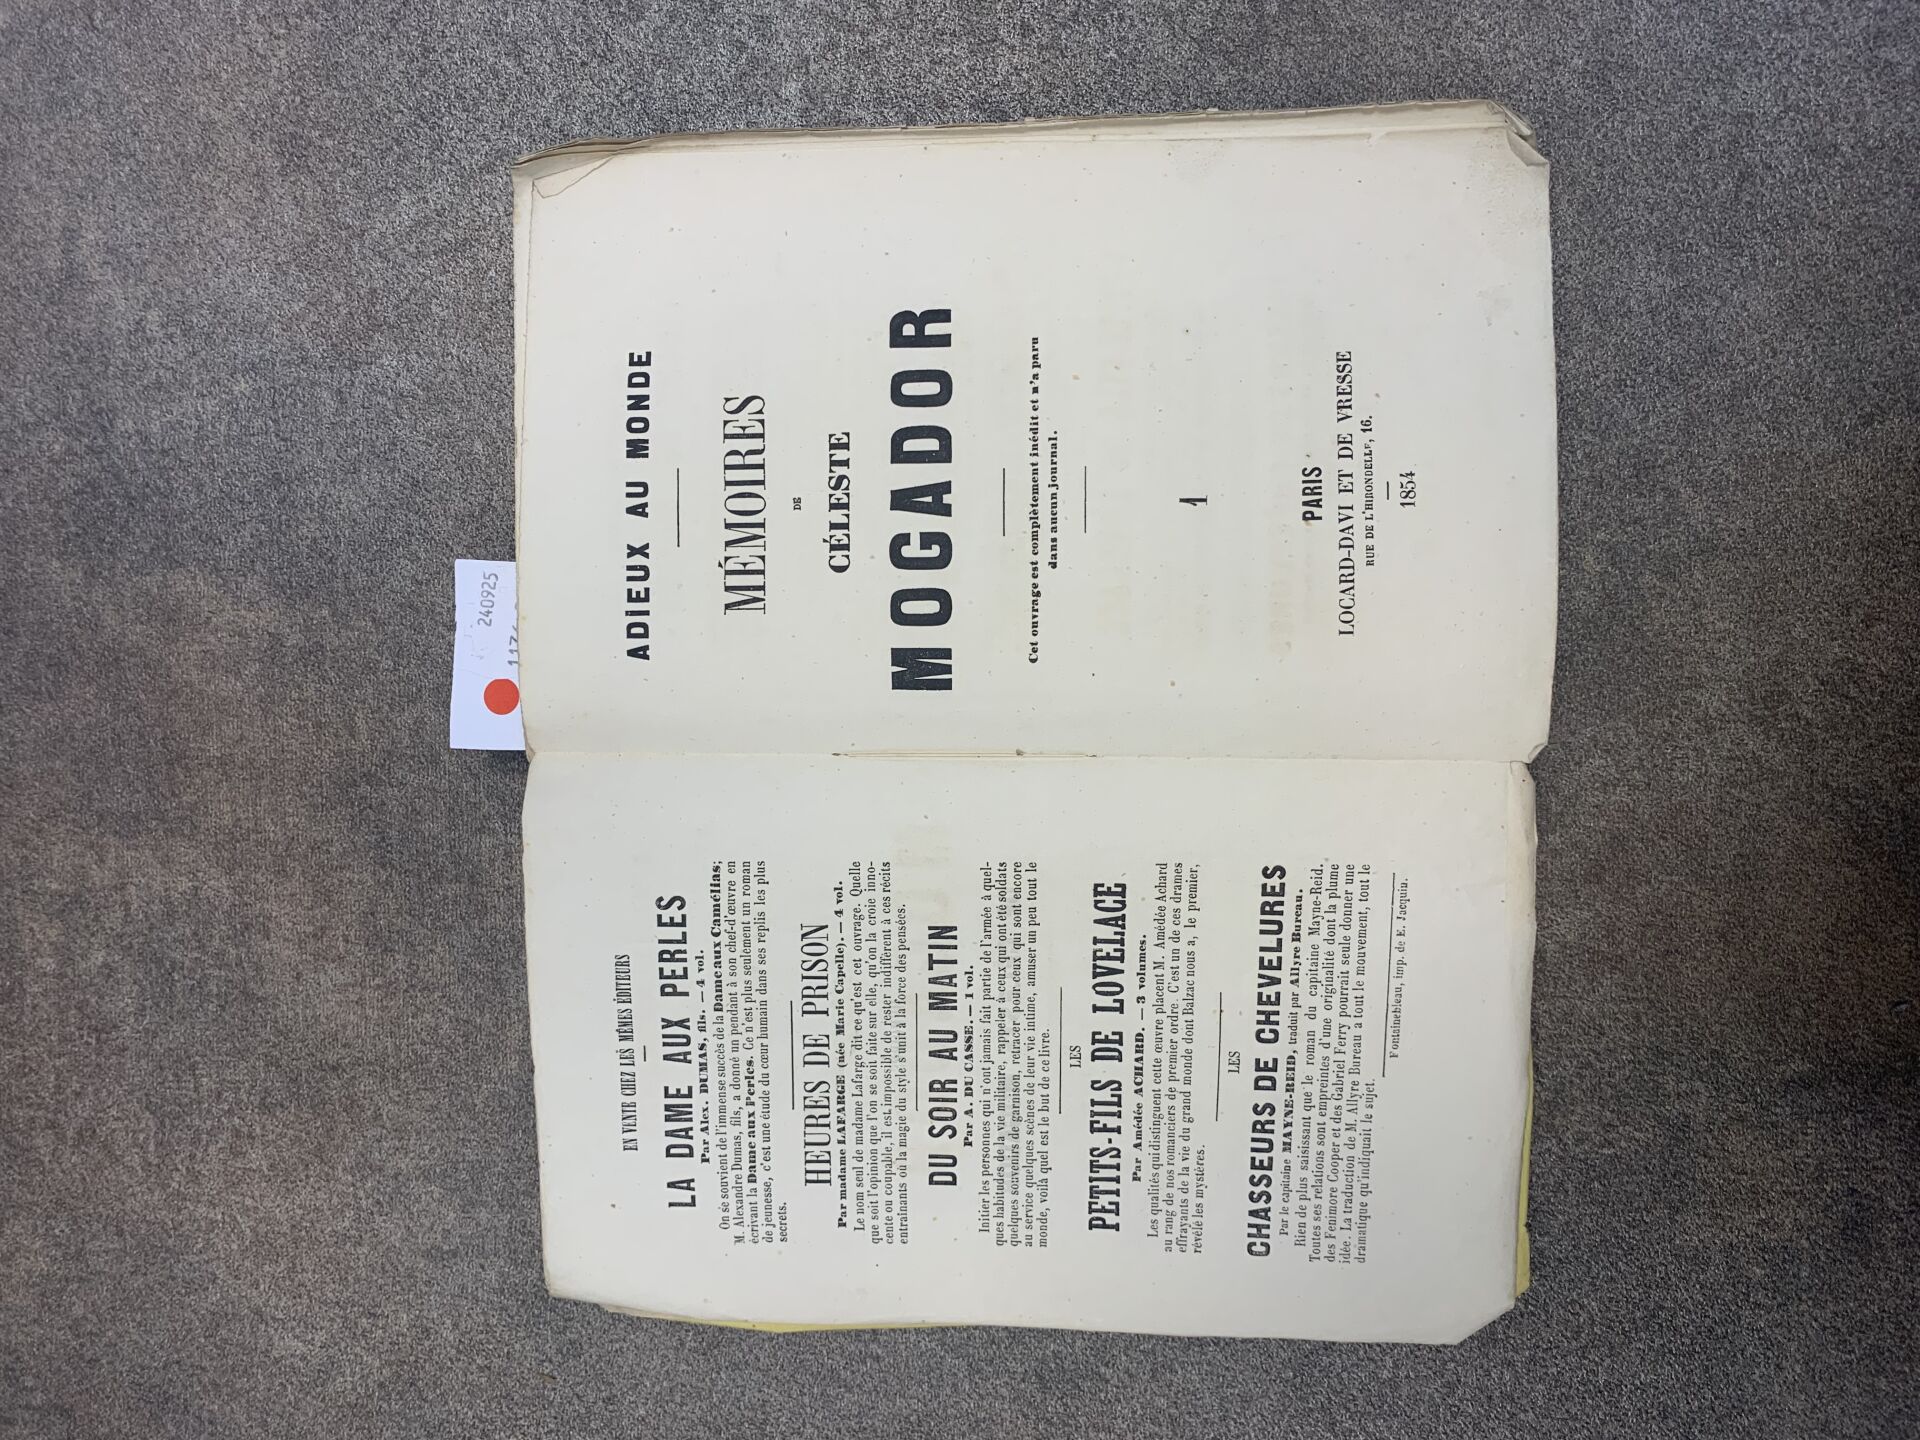 240925
EN VENTE CHEZ LES MÊMES ÉDITEURS
LA DAME AUX PERLES
Par Alex. DUMAS, fils. — 4 vol.
On se souvient de l'immense succès de la Dame aux Camélias;
M. Alexandre Dumas, fils, a donné un pendant à son chef-d'œuvre en
écrivant la Dame aux Perles. Ce n'est plus seulement un roman
de jeunesse, c'est une étude du cœur humain dans ses replis les plus
secrets.
HEURES DE PRISON
Par madame LAFARGE (née Marie Capelle). — 4 vol.
Le nom seul de madame Lafarge dit ce qu'est cet ouvrage. Quelle
que soit l'opinion que l'on se soit faite sur elle, qu'on la croie inno-
cente ou coupable, il est impossible de rester indifférent à ces récits
entraînants où la magie du style s'unit à la force des pensées.
DU SOIR AU MATIN
Par A. DU CASSE. — 1 vol.
Initier les personnes qui n'ont jamais fait partie de l'armée à quel-
ques habitudes de la vie militaire, rappeler à ceux qui ont été soldats
quelques souvenirs de garnison, retracer pour ceux qui sont encore
au service quelques scènes de leur vie intime, amuser un peu tout le
monde, voilà quel est le but de ce livre.
LES
PETITS-FILS DE LOVELACE
Par Amédée ACHARD. — 3 volumes.
Les qualités qui distinguent cette œuvre placent M. Amédée Achard
au rang de nos romanciers de premier ordre. C'est un de ces drames
effrayants de la vie du grand monde dont Balzac nous a, le premier,
révélé les mystères.
LES
CHASSEURS DE CHEVELURES
Par le capitaine MAYNE-REID, traduit par Allyre Bureau.
Rien de plus saisissant que le roman du capitaine Mayne-Reid.
Toutes ses relations sont empreintes d'une originalité dont la plume
des Fenimore Cooper et des Gabriel Ferry pourrait seule donner une
idée. La traduction de M. Allyre Bureau a tout le mouvement, tout le
dramatique qu'indiquait le sujet.
Fontainebleau, imp. de E. Jacquin.
ADIEUX AU MONDE
MÉMOIRES
DE
CÉLESTE
MOGADOR
Cet ouvrage est complètement inédit et n'a paru
dans aucun journal.
1
PARIS
LOCARD-DAVI ET DE VRESSE
RUE DE L'HIRONDELLE, 16.
1854